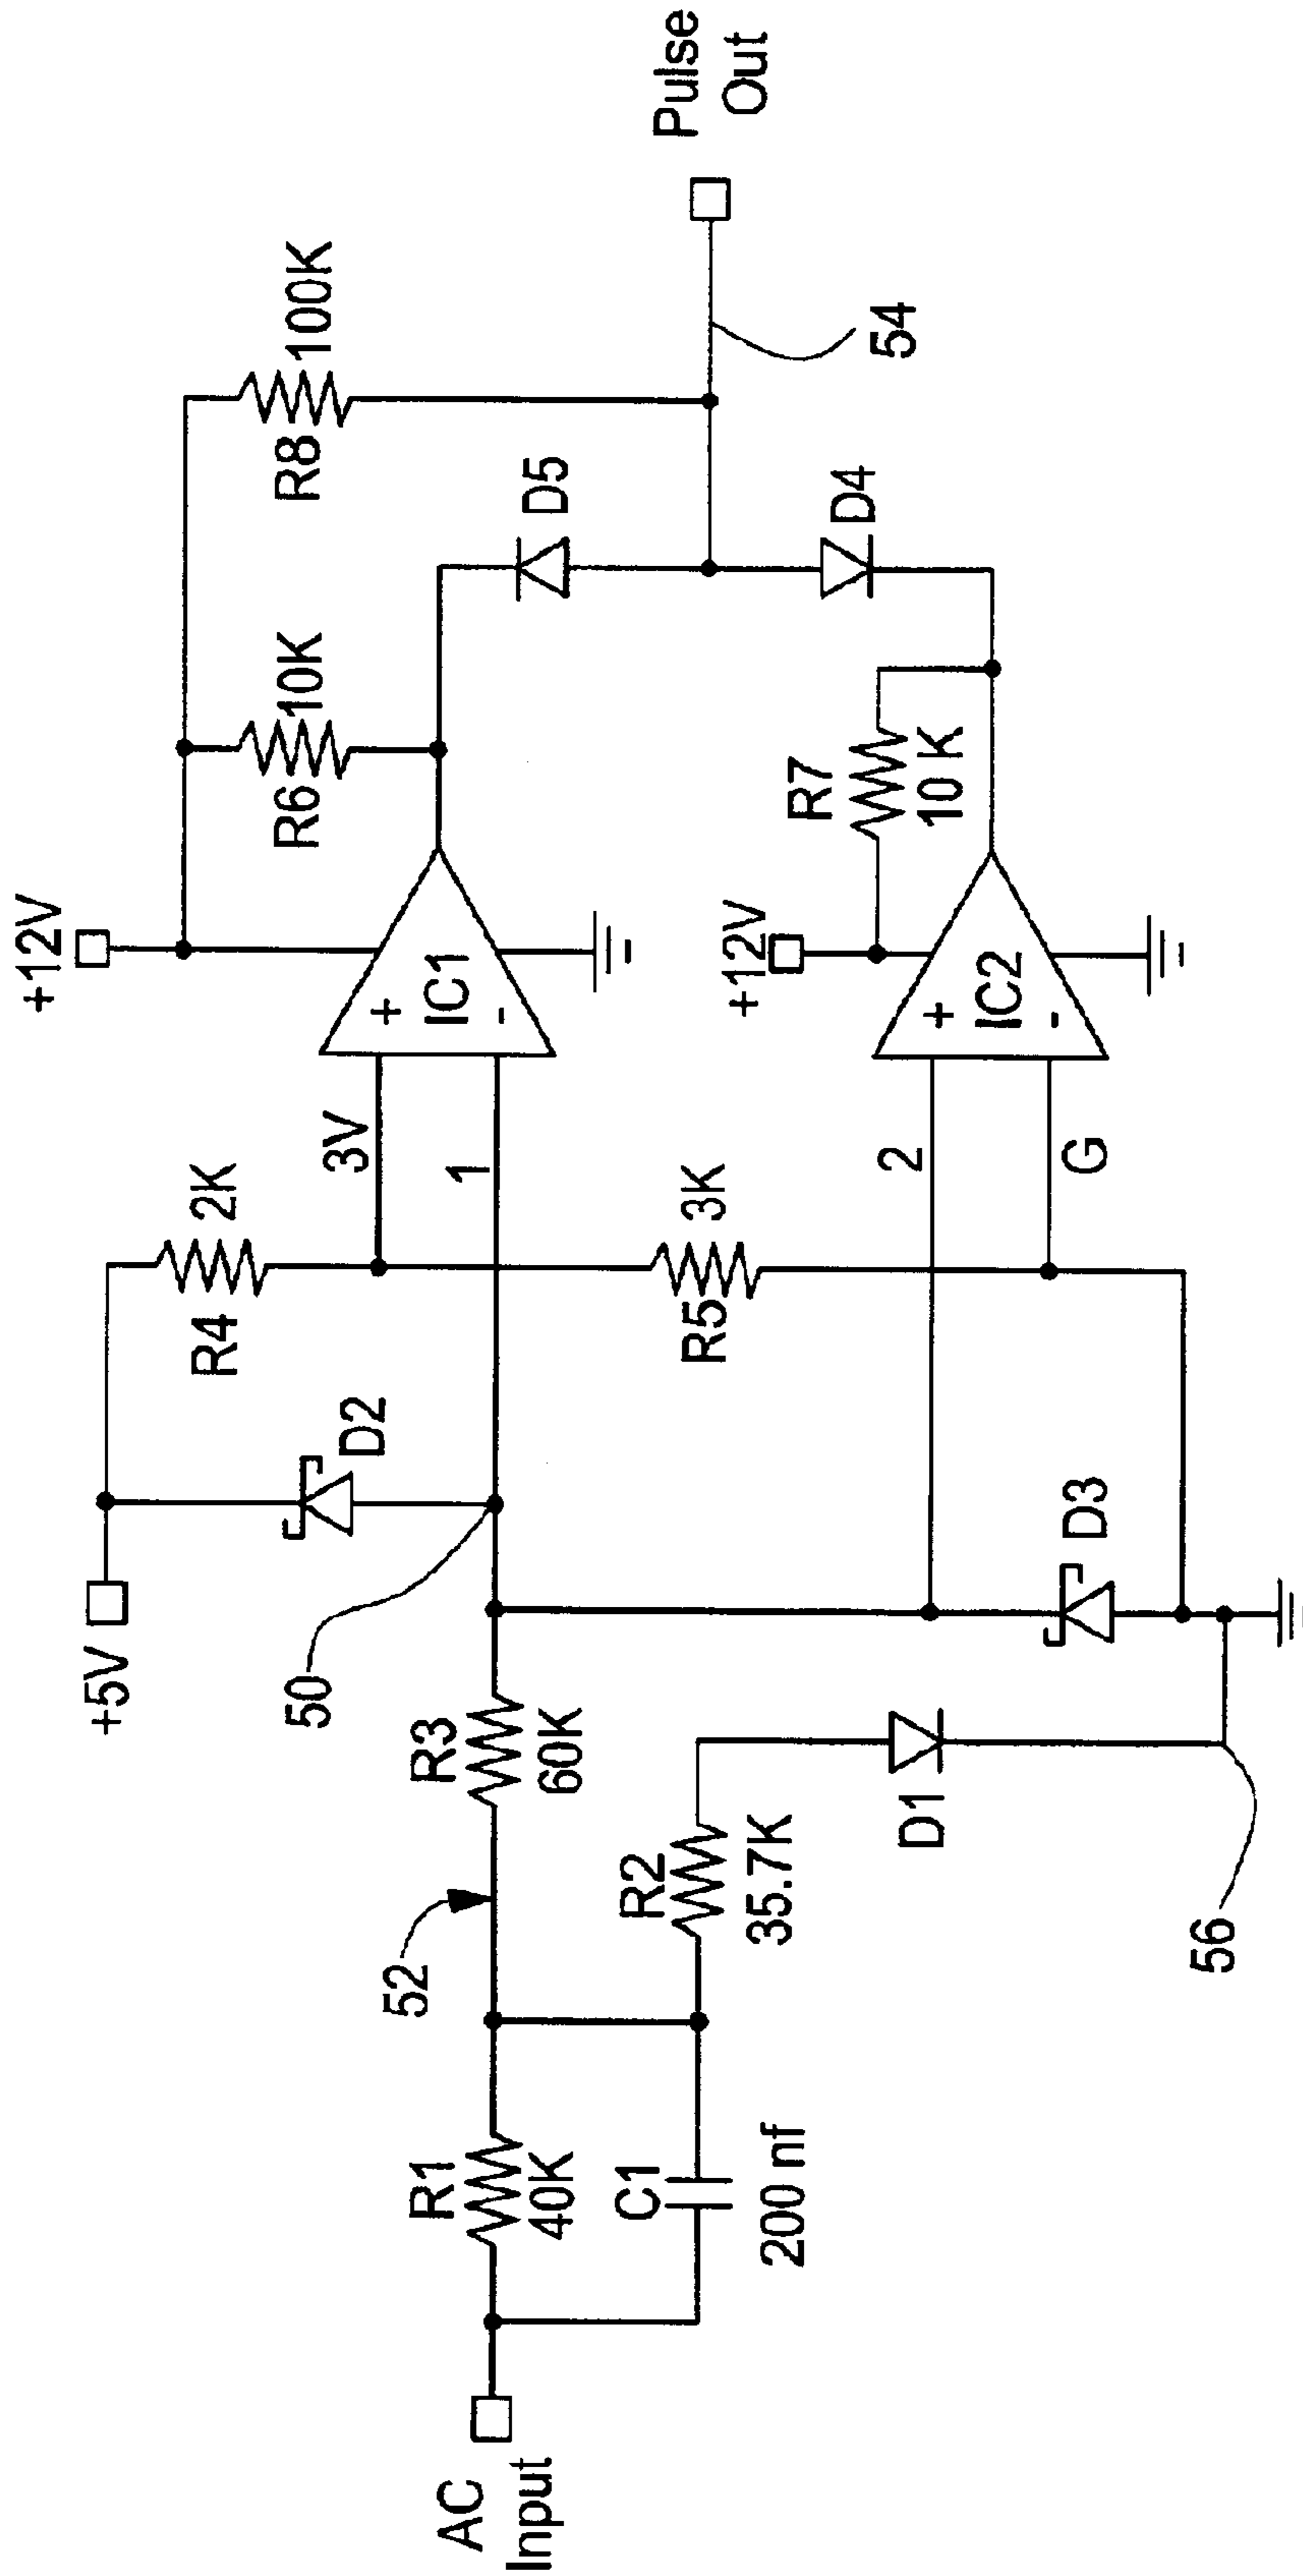 AC
Input
R1
40K
C1
200 nf
52
R2
35.7K
R3
60K
D1
56
50
+5V
D2
D3
R4
2K
R5
3K
3V
1
2
G
+12V
+
IC1
-
+12V
+
IC2
-
R6
10K
R7
10 K
R8
100K
D5
D4
54
Pulse
Out